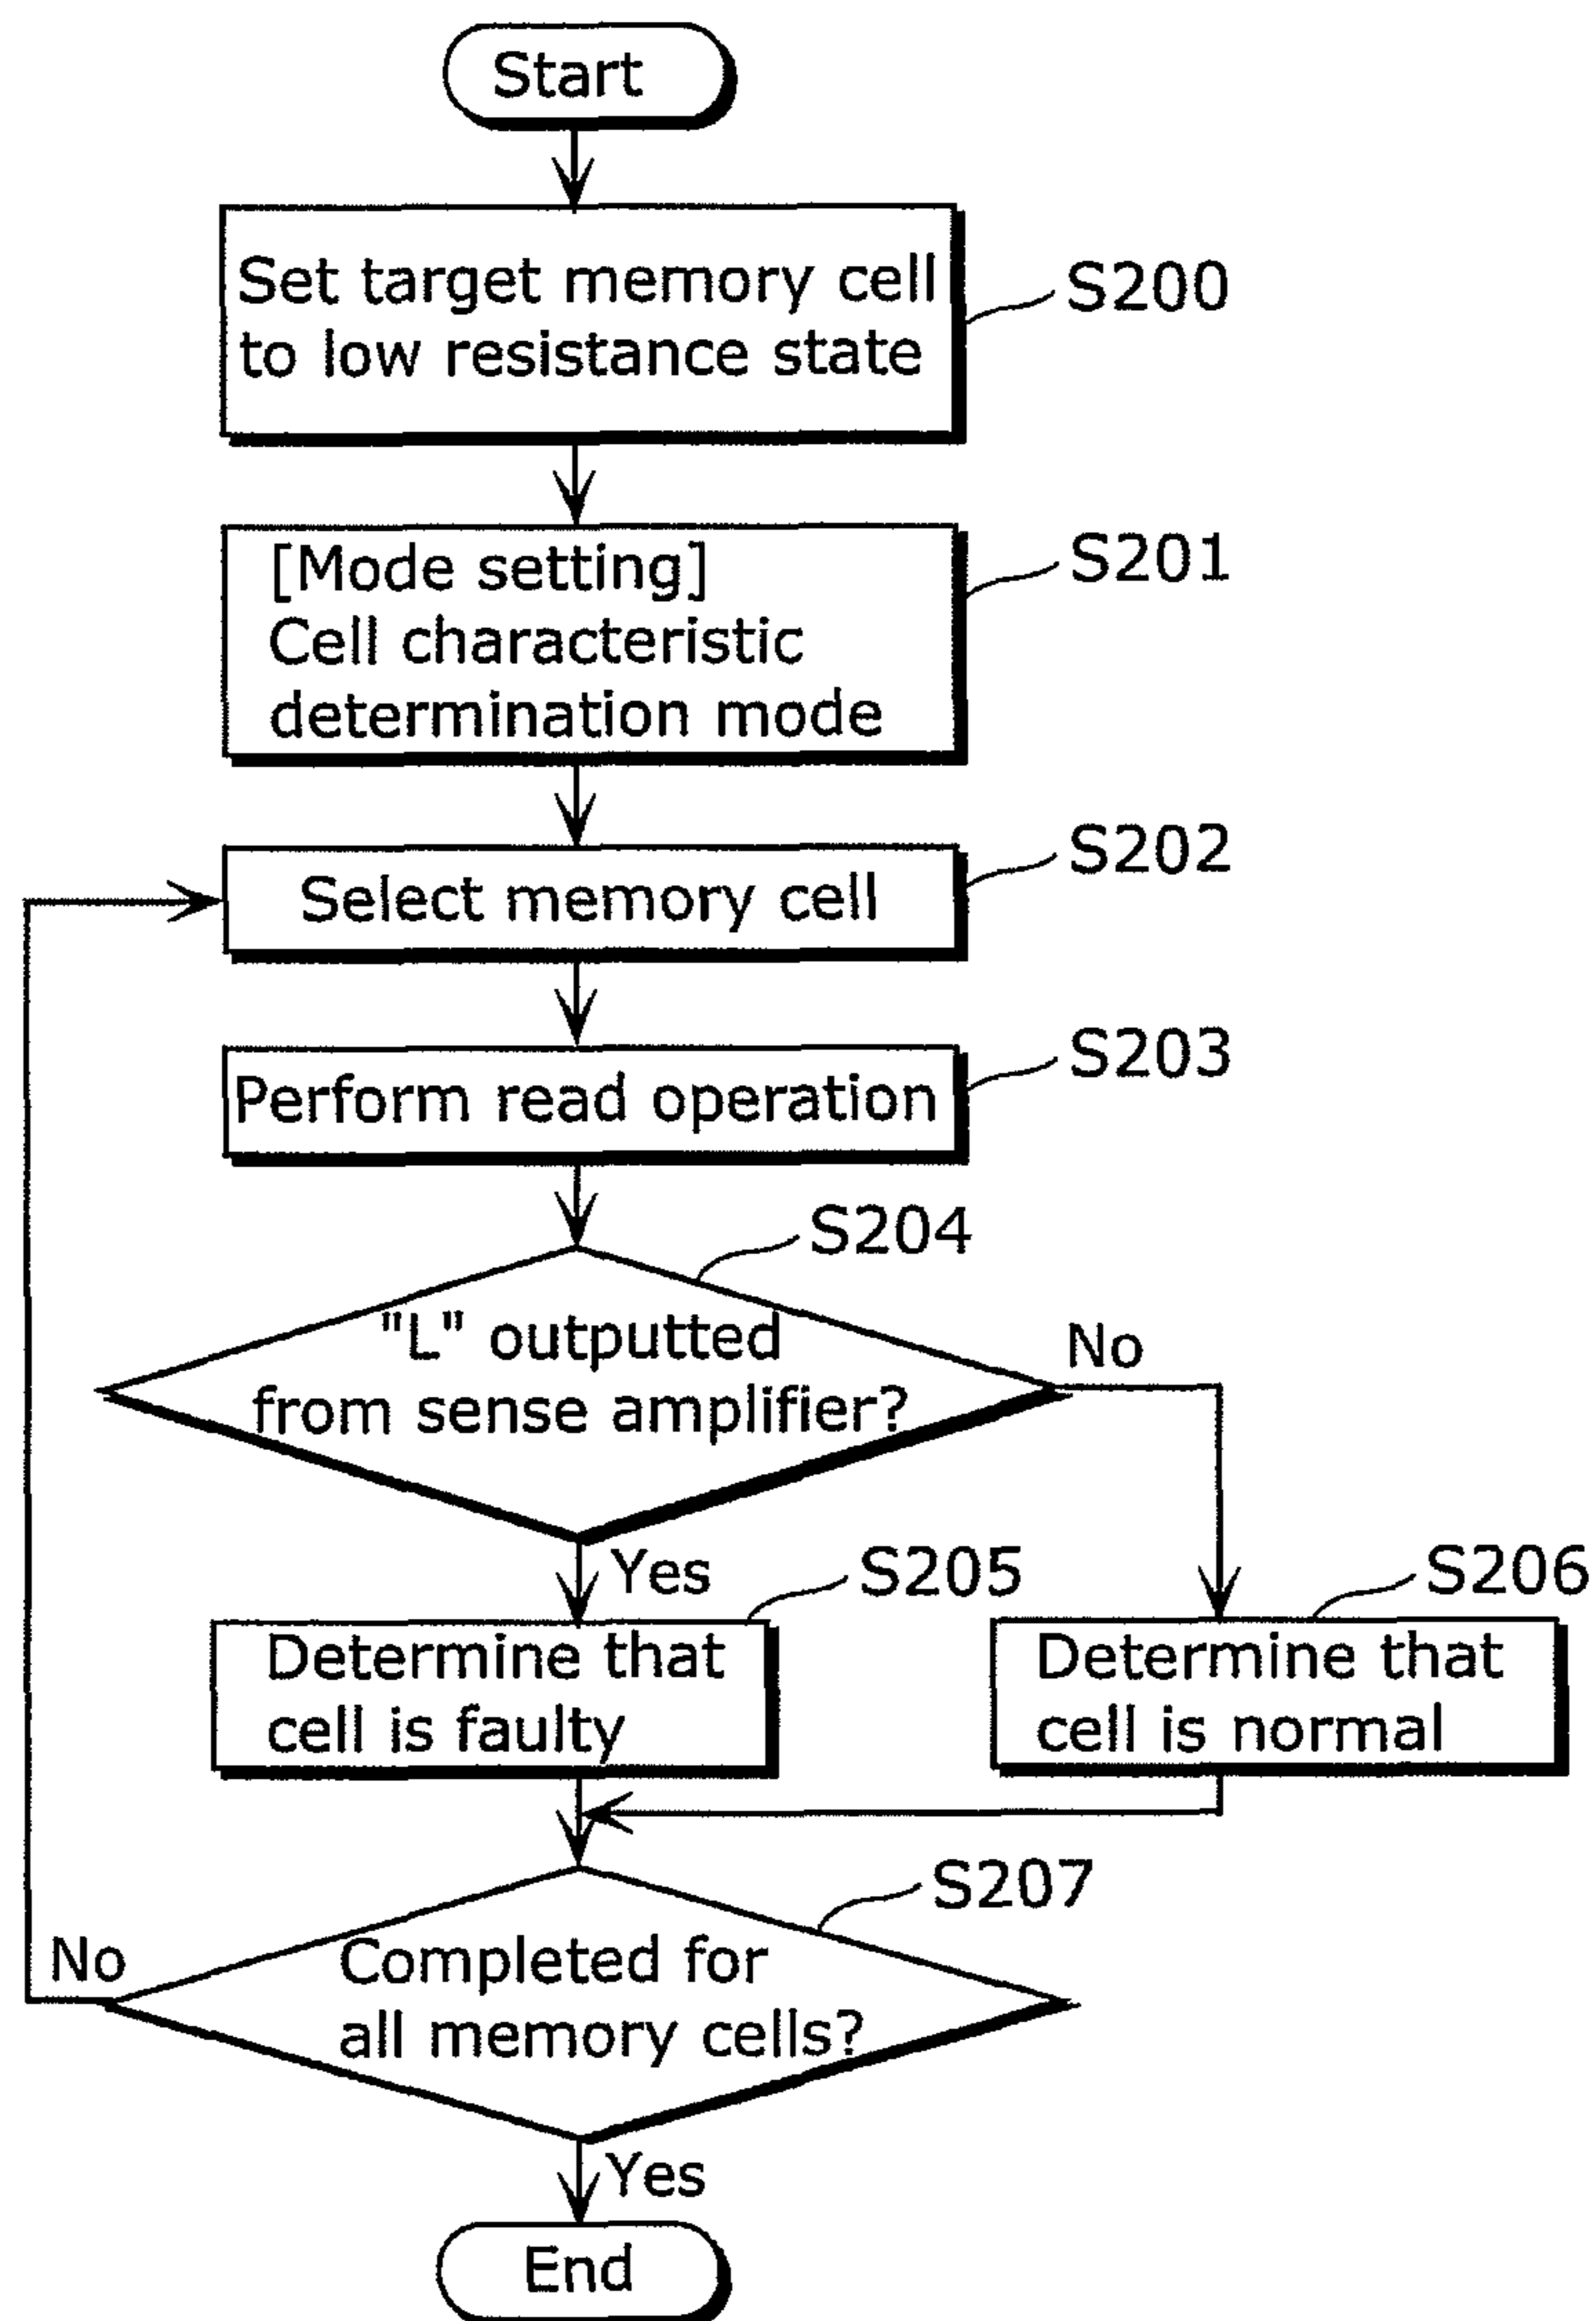 Start
Set target memory cell
to low resistance state
S200
[Mode setting]
Cell characteristic
determination mode
S201
Select memory cell
S202
Perform read operation
S203
S204
"L" outputted
from sense amplifier?
No
Yes
S205
Determine that
cell is faulty
S206
Determine that
cell is normal
S207
Completed for
all memory cells?
No
Yes
End